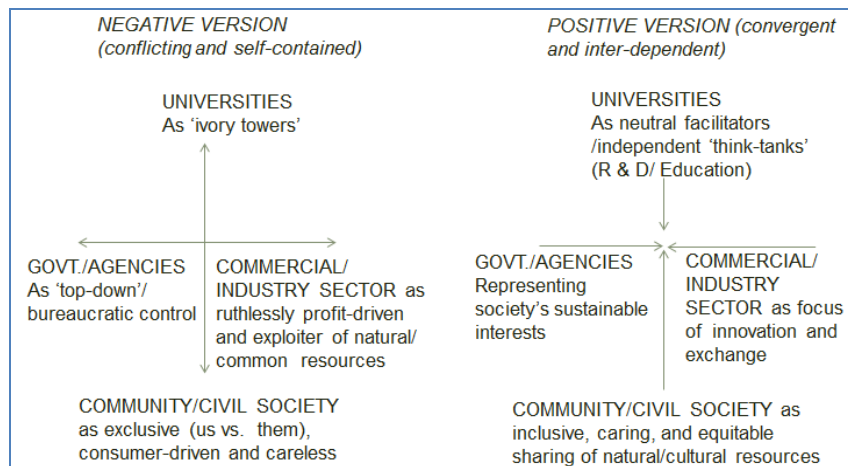 NEGATIVE VERSION
(conflicting and self-contained)
UNIVERSITIES
As ‘ivory towers’
GOVT./AGENCIES
As ‘top-down’/
bureaucratic control
COMMERCIAL/
INDUSTRY SECTOR as
ruthlessly profit-driven
and exploiter of natural/
common resources
COMMUNITY/CIVIL SOCIETY
as exclusive (us vs. them),
consumer-driven and careless
POSITIVE VERSION (convergent
and inter-dependent)
UNIVERSITIES
As neutral facilitators
/independent ‘think-tanks’
(R & D/ Education)
GOVT./AGENCIES
Representing
society’s sustainable
interests
COMMERCIAL/
INDUSTRY
SECTOR as focus
of innovation and
exchange
COMMUNITY/CIVIL SOCIETY as
inclusive, caring, and equitable
sharing of natural/cultural resources